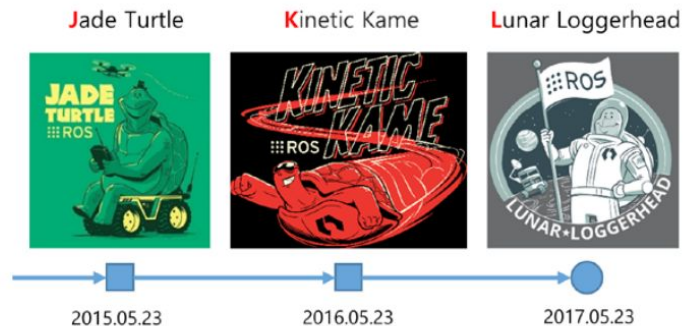 Jade Turtle
Kinetic Kame
Lunar Loggerhead
JADE
TURTLE
ROS
KINETIC
KAME
ROS
ROS
LUNAR★LOGGERHEAD
2015.05.23
2016.05.23
2017.05.23